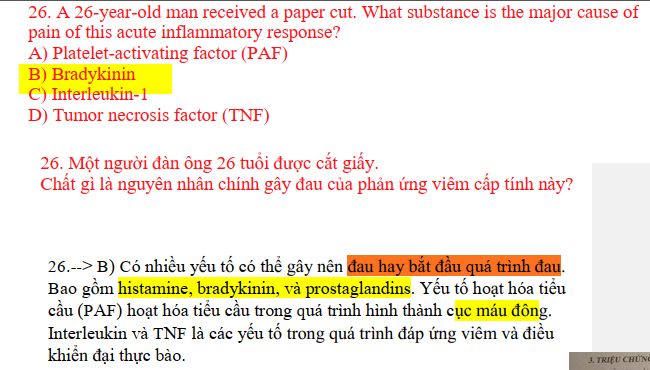 26. A 26-year-old man received a paper cut. What substance is the major cause of
pain of this acute inflammatory response?
A) Platelet-activating factor (PAF)
B) Bradykinin
C) Interleukin-1
D) Tumor necrosis factor (TNF)
26. Một người đàn ông 26 tuổi được cắt giấy.
Chất gì là nguyên nhân chính gây đau của phản ứng viêm cấp tính này?
26.--> B) Có nhiều yếu tố có thể gây nên đau hay bắt đầu quá trình đau.
Bao gồm histamine, bradykinin, và prostaglandins. Yếu tố hoạt hóa tiểu
cầu (PAF) hoạt hóa tiểu cầu trong quá trình hình thành cục máu đông.
Interleukin và TNF là các yếu tố trong quá trình đáp ứng viêm và điều
khiển đại thực bào.
3. TRIỆU CHỨN